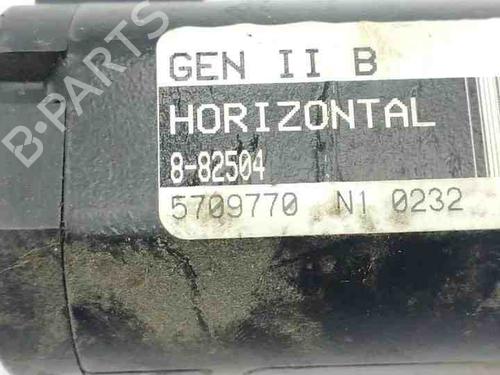 B-PARTS
GEN II B
HORIZONTAL
8-82504
5709770 N1 0232